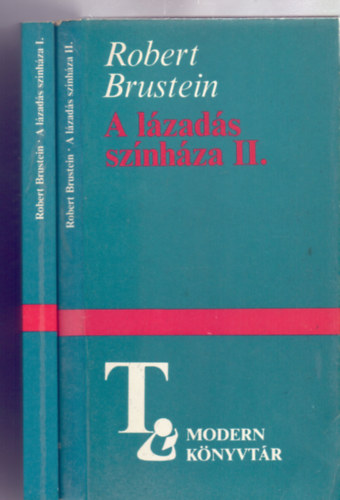 Robert Brustein · A lázadás színháza I.
Robert Brustein · A lázadás színháza II.
Robert
Brustein
A lázadás
színháza II.
MODERN
KÖNYVTÁR